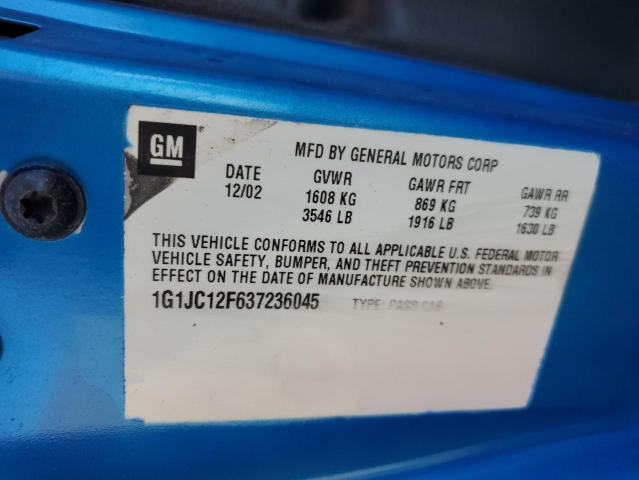 GM
MFD BY GENERAL MOTORS CORP
DATE GVWR GAWR FRT GAWR RR
12/02 1608 KG 869 KG 739 KG
3546 LB 1916 LB 1630 LB
THIS VEHICLE CONFORMS TO ALL APPLICABLE U.S. FEDERAL MOTOR
VEHICLE SAFETY, BUMPER, AND THEFT PREVENTION STANDARDS IN
EFFECT ON THE DATE OF MANUFACTURE SHOWN ABOVE.
1G1JC12F637236045 TYPE: PASS CAR